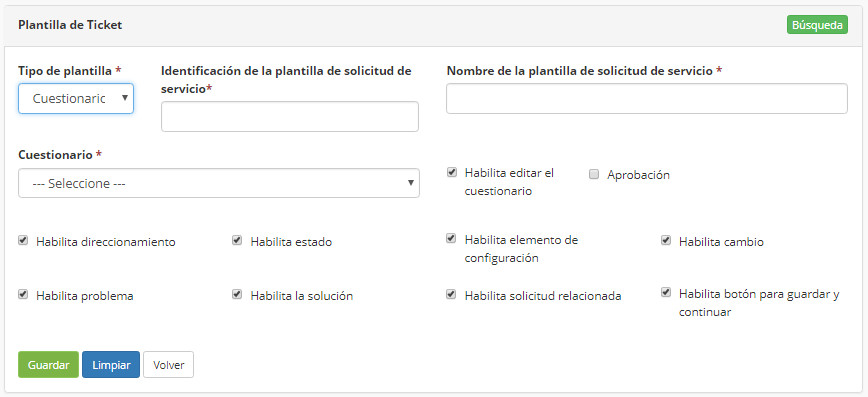 Plantilla de Ticket
Búsqueda
Tipo de plantilla *
Identificación de la plantilla de solicitud de
servicio*
Nombre de la plantilla de solicitud de servicio *
Cuestionaric
Cuestionario *
--- Seleccione ---
Habilita editar el
cuestionario
Aprobación
Habilita direccionamiento
Habilita estado
Habilita elemento de
configuración
Habilita cambio
Habilita problema
Habilita la solución
Habilita solicitud relacionada
Habilita botón para guardar y
continuar
Guardar
Limpiar
Volver